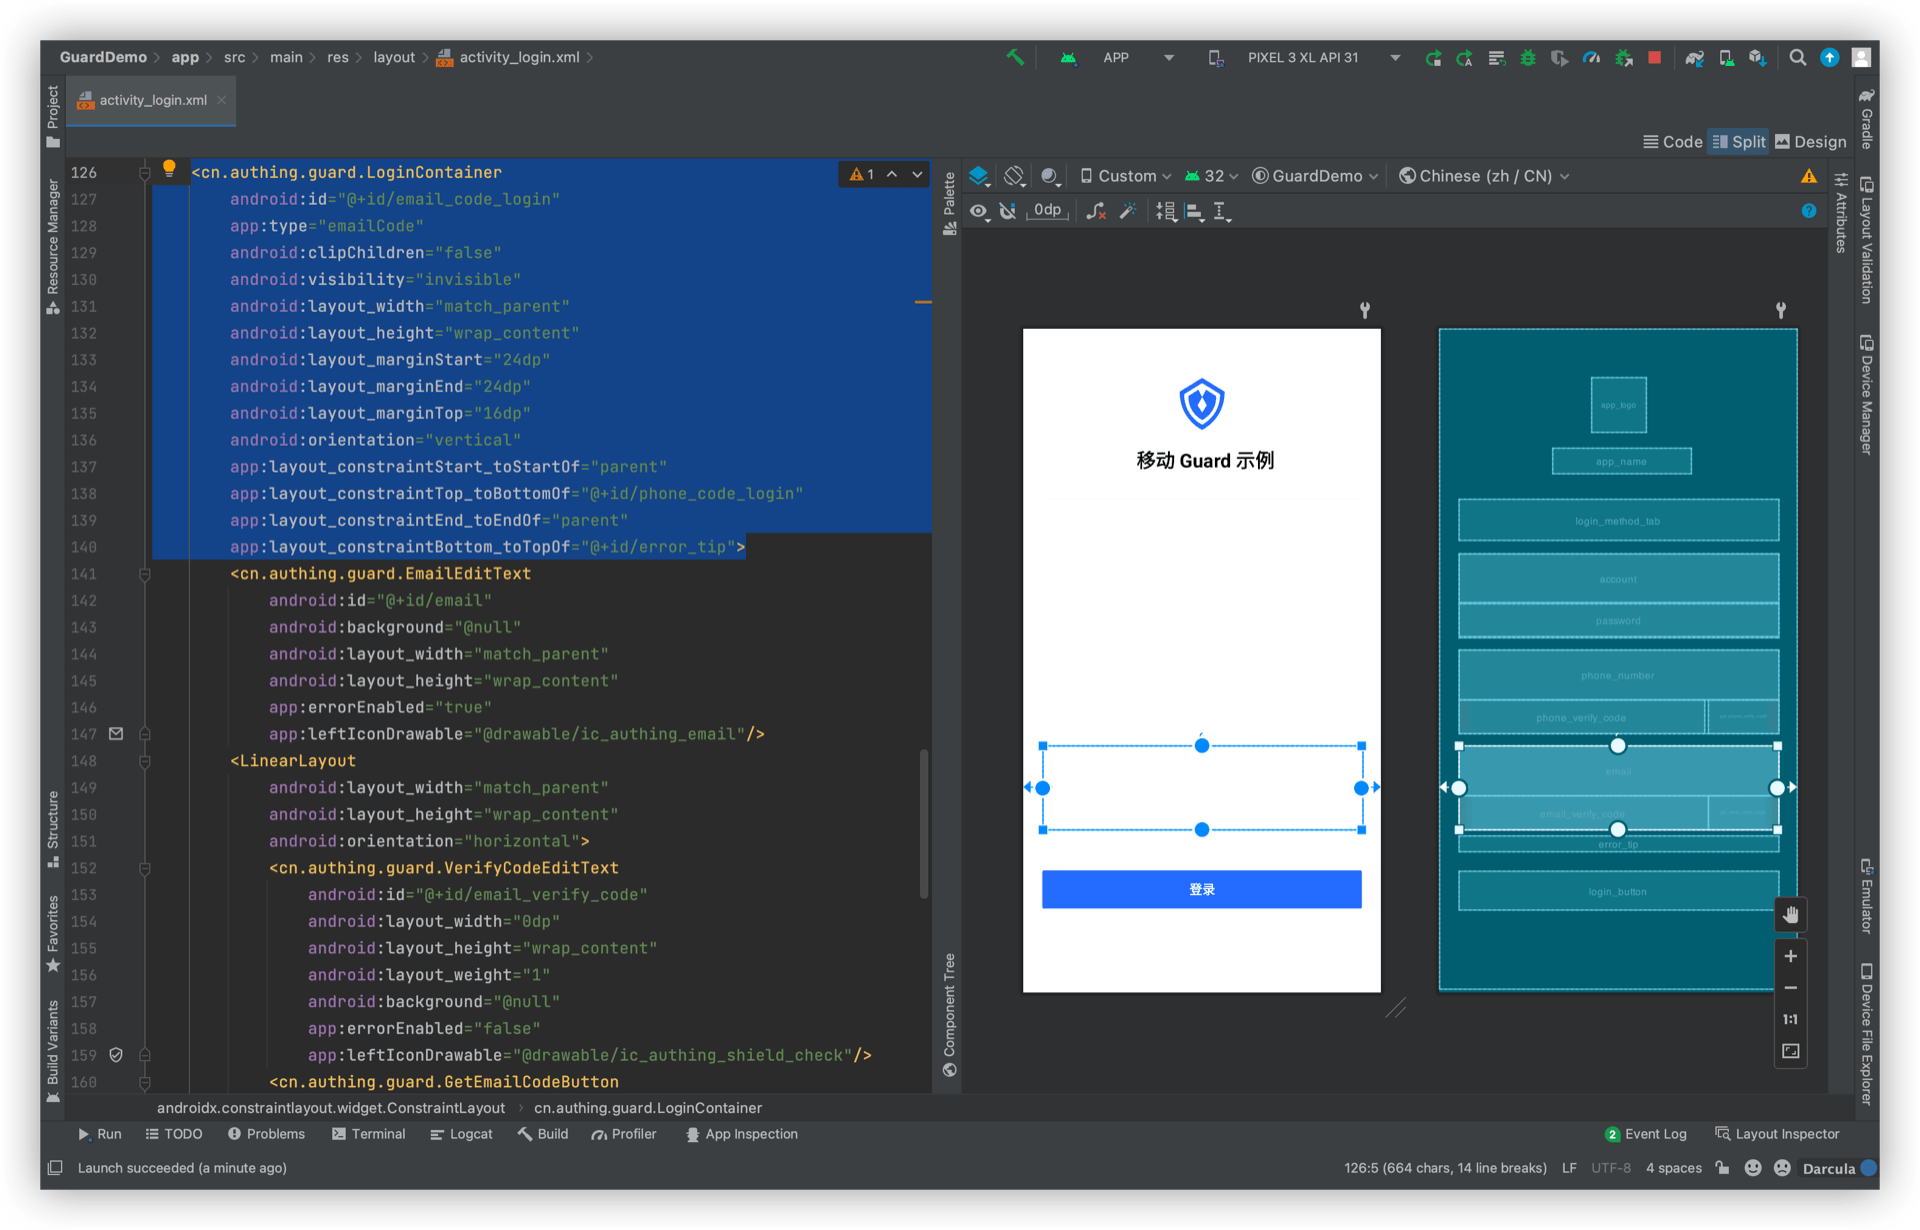 GuardDemo app src main res layout activity_login.xml
APP
PIXEL 3 XL API 31
Project
activity_login.xml
Code Split Design
Gradle
Resource Manager
126 <cn.authing.guard.LoginContainer
127 android:id="@+id/email_code_login"
128 app:type="emailCode"
129 android:clipChildren="false"
130 android:visibility="invisible"
131 android:layout_width="match_parent"
132 android:layout_height="wrap_content"
133 android:layout_marginStart="24dp"
134 android:layout_marginEnd="24dp"
135 android:layout_marginTop="16dp"
136 android:orientation="vertical"
137 app:layout_constraintStart_toStartOf="parent"
138 app:layout_constraintTop_toBottomOf="@+id/phone_code_login"
139 app:layout_constraintEnd_toEndOf="parent"
140 app:layout_constraintBottom_toTopOf="@+id/error_tip">
141 <cn.authing.guard.EmailEditText
142 android:id="@+id/email"
143 android:background="@null"
144 android:layout_width="match_parent"
145 android:layout_height="wrap_content"
146 app:errorEnabled="true"
147 app:leftIconDrawable="@drawable/ic_authing_email"/>
148 <LinearLayout
149 android:layout_width="match_parent"
150 android:layout_height="wrap_content"
151 android:orientation="horizontal">
152 <cn.authing.guard.VerifyCodeEditText
153 android:id="@+id/email_verify_code"
154 android:layout_width="0dp"
155 android:layout_height="wrap_content"
156 android:layout_weight="1"
157 android:background="@null"
158 app:errorEnabled="false"
159 app:leftIconDrawable="@drawable/ic_authing_shield_check"/>
160 <cn.authing.guard.GetEmailCodeButton
1
Structure
Favorites
Build Variants
Palette
Component Tree
Custom 32 GuardDemo Chinese (zh / CN)
0dp
移动 Guard 示例
登录
app_logo
app_name
login_method_tab
account
password
phone_number
phone_verify_code
email
email_verify_code
error_tip
login_button
1:1
Attributes
Layout Validation
Device Manager
Emulator
Device File Explorer
androidx.constraintlayout.widget.ConstraintLayout cn.authing.guard.LoginContainer
Run TODO Problems Terminal Logcat Build Profiler App Inspection
2 Event Log Layout Inspector
Launch succeeded (a minute ago)
126:5 (664 chars, 14 line breaks) LF UTF-8 4 spaces Darcula